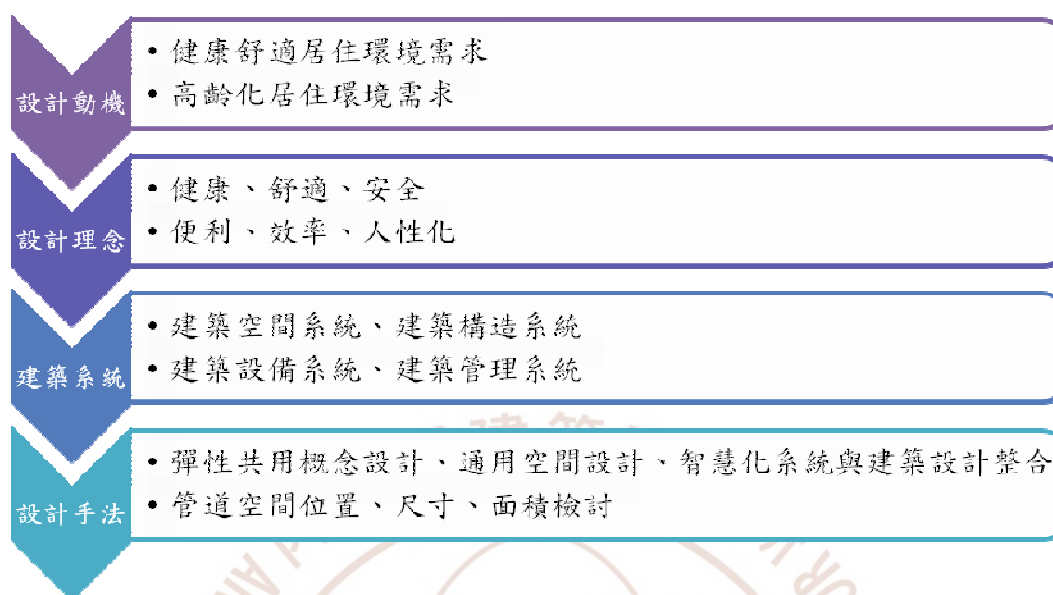 設計動機
• 健康舒適居住環境需求
• 高齡化居住環境需求
設計理念
• 健康、舒適、安全
• 便利、效率、人性化
建築系統
• 建築空間系統、建築構造系統
• 建築設備系統、建築管理系統
設計手法
• 彈性共用概念設計、通用空間設計、智慧化系統與建築設計整合
• 管道空間位置、尺寸、面積檢討